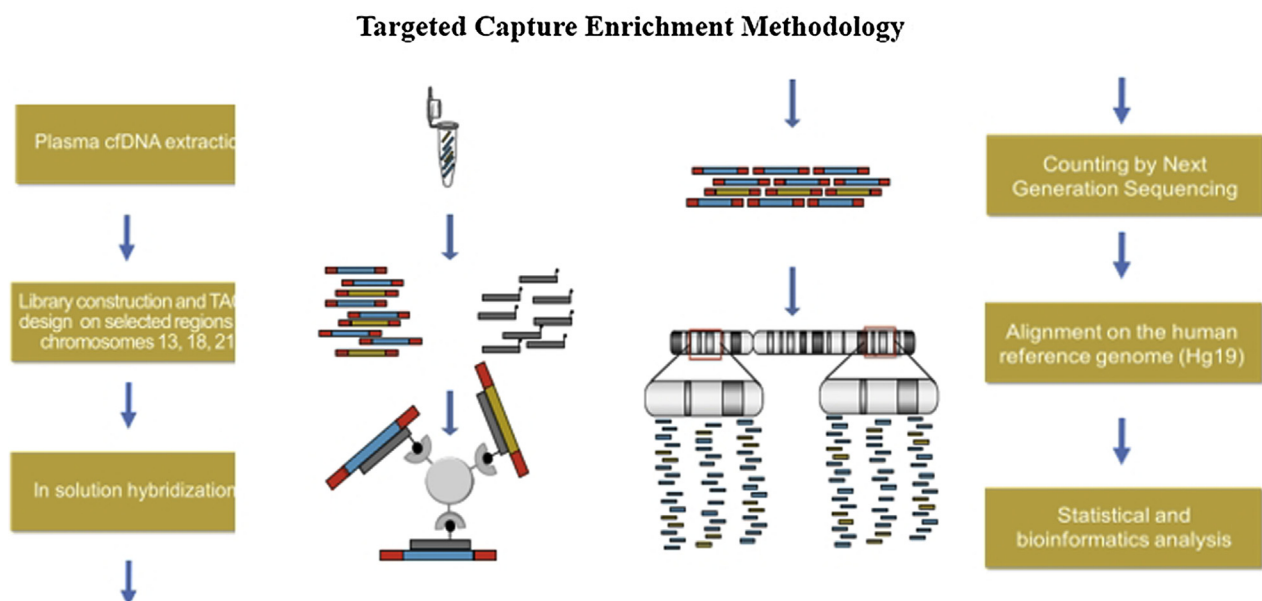 Targeted Capture Enrichment Methodology
Plasma cfDNA extractio
Library construction and TAC
design on selected regions
chromosomes 13, 18, 21
In solution hybridization
Counting by Next
Generation Sequencing
Alignment on the human
reference genome (Hg19)
Statistical and
bioinformatics analysis